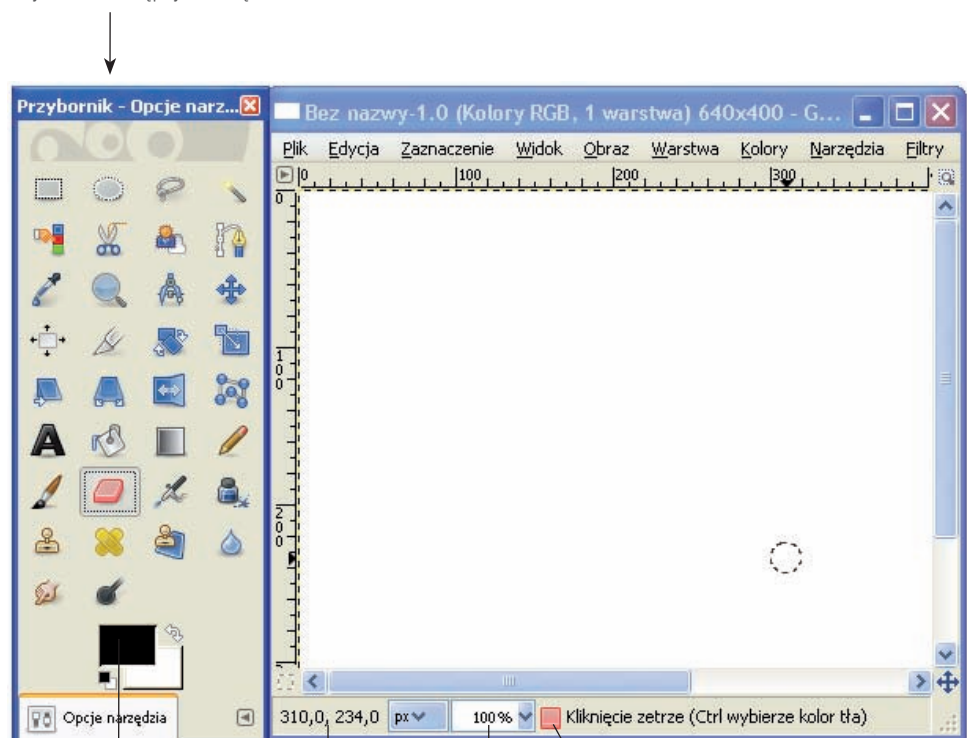 Przybornik - Opcje narz...
Bez nazwy-1.0 (Kolory RGB, 1 warstwa) 640x400 - G...
Plik Edycja Zaznaczenie Widok Obraz Warstwa Kolory Narzędzia Filtry
0 100 200 300
0
100
200
Opcje narzędzia
310,0, 234,0 px 100% Kliknięcie zetrze (Ctrl wybierze kolor tła)